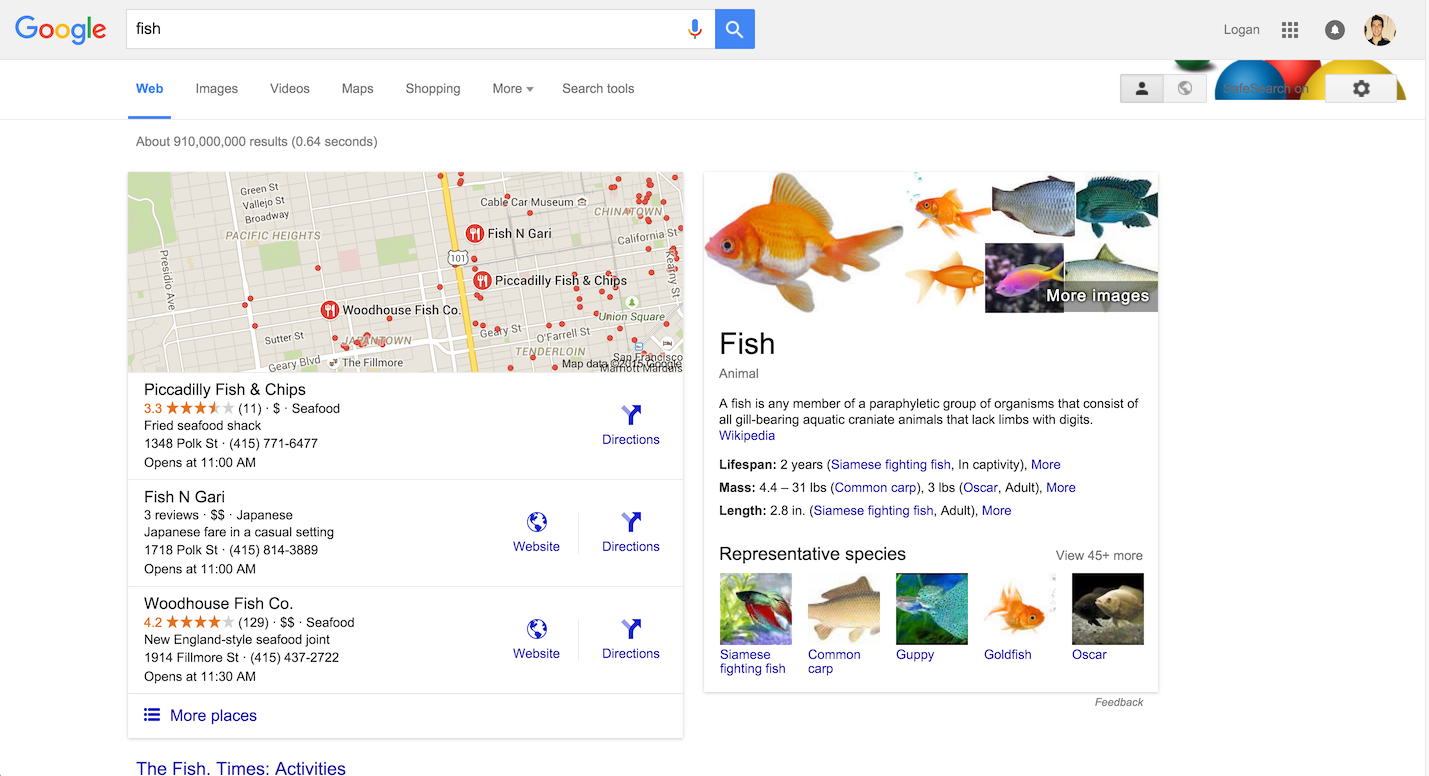 Google
fish
Logan
Web
Images
Videos
Maps
Shopping
More
Search tools
SafeSearch on
About 910,000,000 results (0.64 seconds)
Green St
Vallejo St
Broadway
PACIFIC HEIGHTS
Presidio Ave
Cable Car Museum
CHINATOWN
Fish N Gari
California St
101
Kearny St
Piccadilly Fish & Chips
Woodhouse Fish Co.
Union Square
Sutter St
JAPANTOWN
Geary St
O'Farrell St
TENDERLOIN
Geary Blvd
The Fillmore
San Francisco
Map data ©2015 Google
Marriott Marquis
Piccadilly Fish & Chips
3.3 (11) · $ · Seafood
Fried seafood shack
1348 Polk St · (415) 771-6477
Opens at 11:00 AM
Directions
Fish N Gari
3 reviews · $$ · Japanese
Japanese fare in a casual setting
1718 Polk St · (415) 814-3889
Opens at 11:00 AM
Website
Directions
Woodhouse Fish Co.
4.2 (129) · $$ · Seafood
New England-style seafood joint
1914 Fillmore St · (415) 437-2722
Opens at 11:30 AM
Website
Directions
More places
The Fish. Times: Activities
More images
Fish
Animal
A fish is any member of a paraphyletic group of organisms that consist of
all gill-bearing aquatic craniate animals that lack limbs with digits.
Wikipedia
Lifespan: 2 years (Siamese fighting fish, In captivity), More
Mass: 4.4 – 31 lbs (Common carp), 3 lbs (Oscar, Adult), More
Length: 2.8 in. (Siamese fighting fish, Adult), More
Representative species
View 45+ more
Siamese
fighting fish
Common
carp
Guppy
Goldfish
Oscar
Feedback